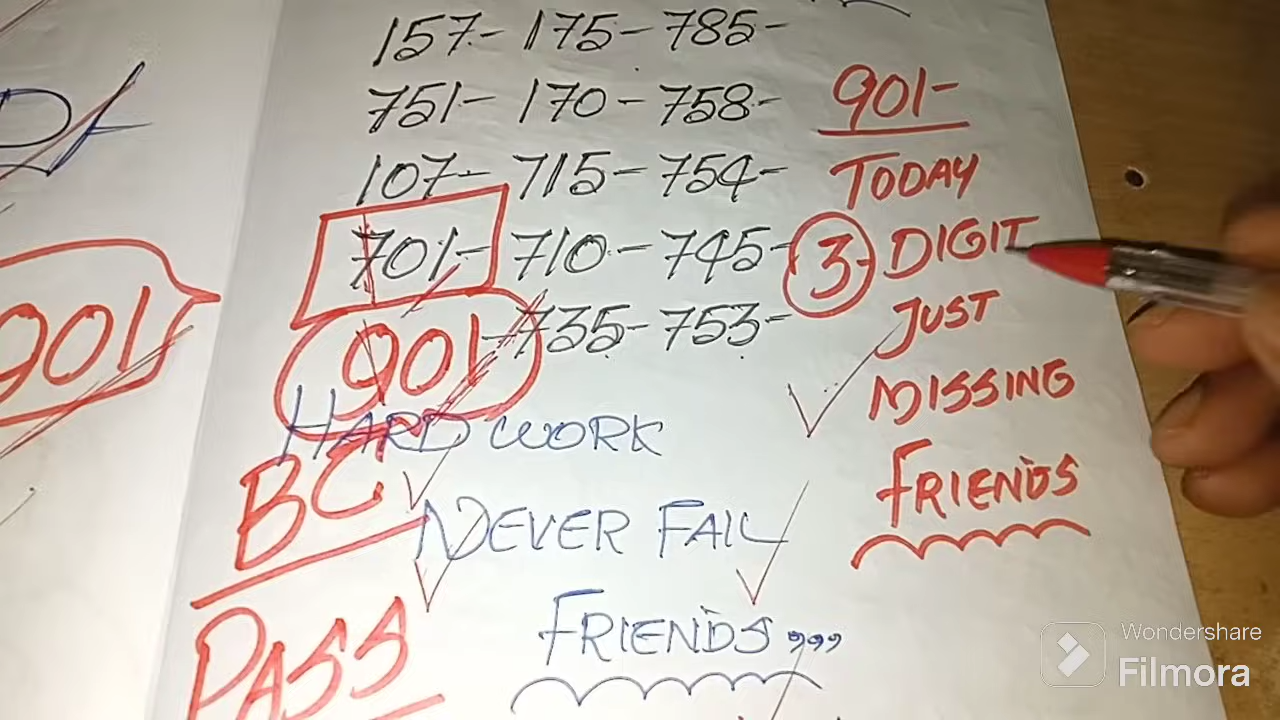 157- 175- 785-
751- 170- 758-
107- 715- 754-
701- 710- 745-
901- 735- 753-
HARD WORK
NEVER FAIL
FRIENDS,,,
BC
PASS
901-
TODAY
3- DIGIT
JUST
MISSING
FRIENDS
901
Wondershare
Filmora